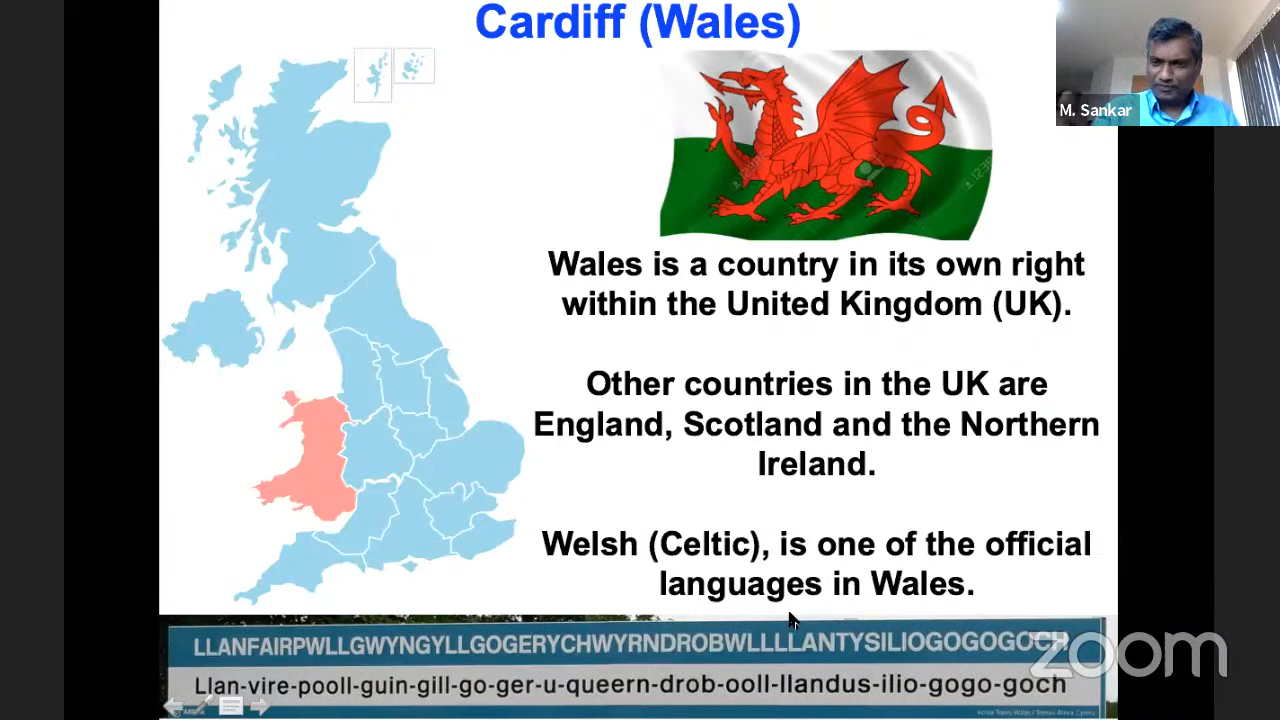 Cardiff (Wales)
M. Sankar
Wales is a country in its own right
within the United Kingdom (UK).
Other countries in the UK are
England, Scotland and the Northern
Ireland.
Welsh (Celtic), is one of the official
languages in Wales.
LLANFAIRPWLLGWYNGYLLGOGERYCHWYRNDROBWLLLLANTYSILIOGOGOGOCH
Llan-vire-pooll-guin-gill-go-ger-u-queern-drob-ooll-llandus-ilio-gogo-goch
zoom